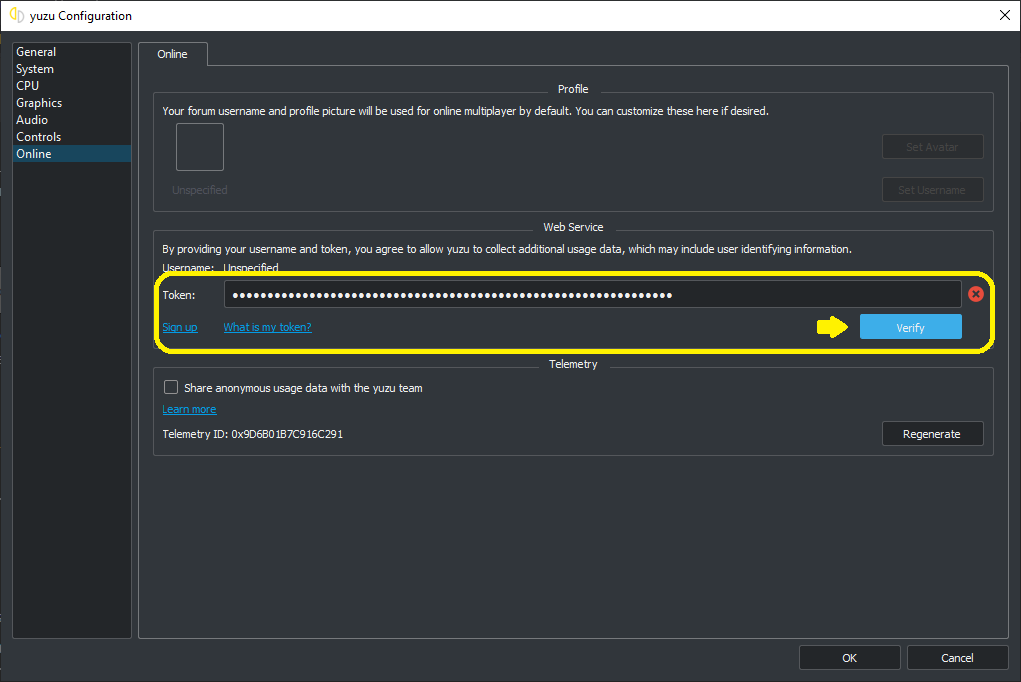 yuzu Configuration
General
System
CPU
Graphics
Audio
Controls
Online
Online
Profile
Your forum username and profile picture will be used for online multiplayer by default. You can customize these here if desired.
Set Avatar
Unspecified
Set Username
Web Service
By providing your username and token, you agree to allow yuzu to collect additional usage data, which may include user identifying information.
Username: Unspecified
Token: ●●●●●●●●●●●●●●●●●●●●●●●●●●●●●●●●●●●●●●●●●●●●●●●●●●●●●●●●●●●●●●●●
Sign up What is my token? Verify
Telemetry
Share anonymous usage data with the yuzu team
Learn more
Telemetry ID: 0x9D6B01B7C916C291 Regenerate
OK Cancel